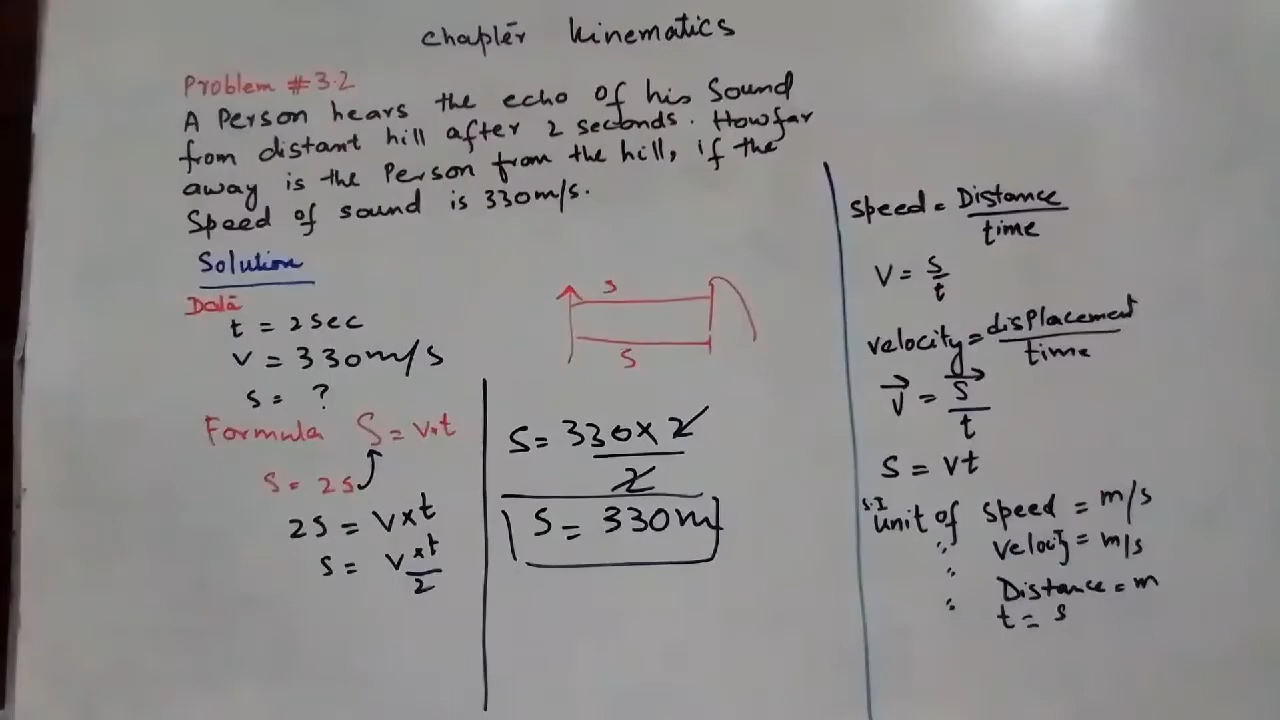 Chapter Kinematics
Problem # 3.2
A Person hears the echo of his Sound
from distant hill after 2 seconds. How far
away is the Person from the hill, if the
Speed of sound is 330m/s.
Solution
Data
t = 2 sec
v = 330m/s
s = ?
Formula S = v×t
S = 2s
2s = v×t
s = v×t/2
s
s
S = 330×2/2
S = 330m
Speed = Distance/time
V = s/t
velocity = displacement/time
v⃗ = s⃗/t
S = vt
S.I unit of speed = m/s
〃 velocity = m/s
〃 Distance = m
〃 t = s